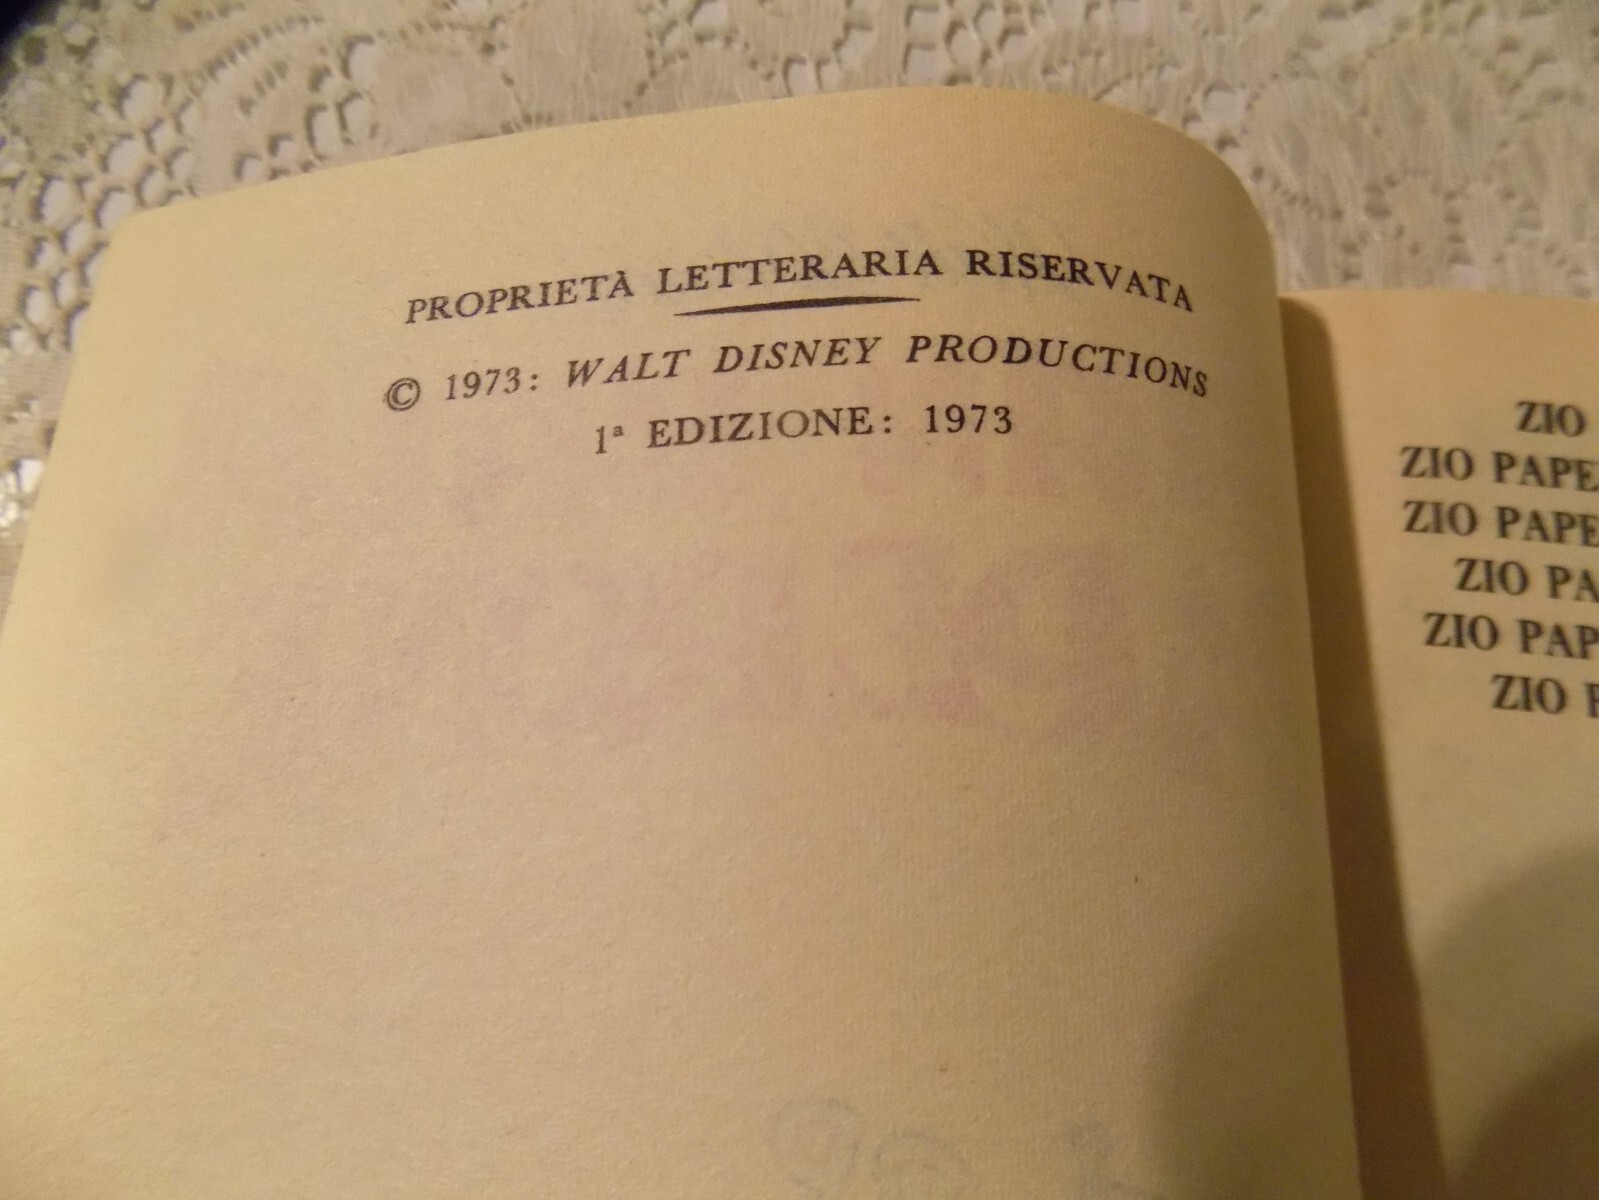 PROPRIETÀ LETTERARIA RISERVATA
© 1973: WALT DISNEY PRODUCTIONS
1ª EDIZIONE: 1973
ZIO
ZIO
ZIO
ZIO
ZIO
ZIO